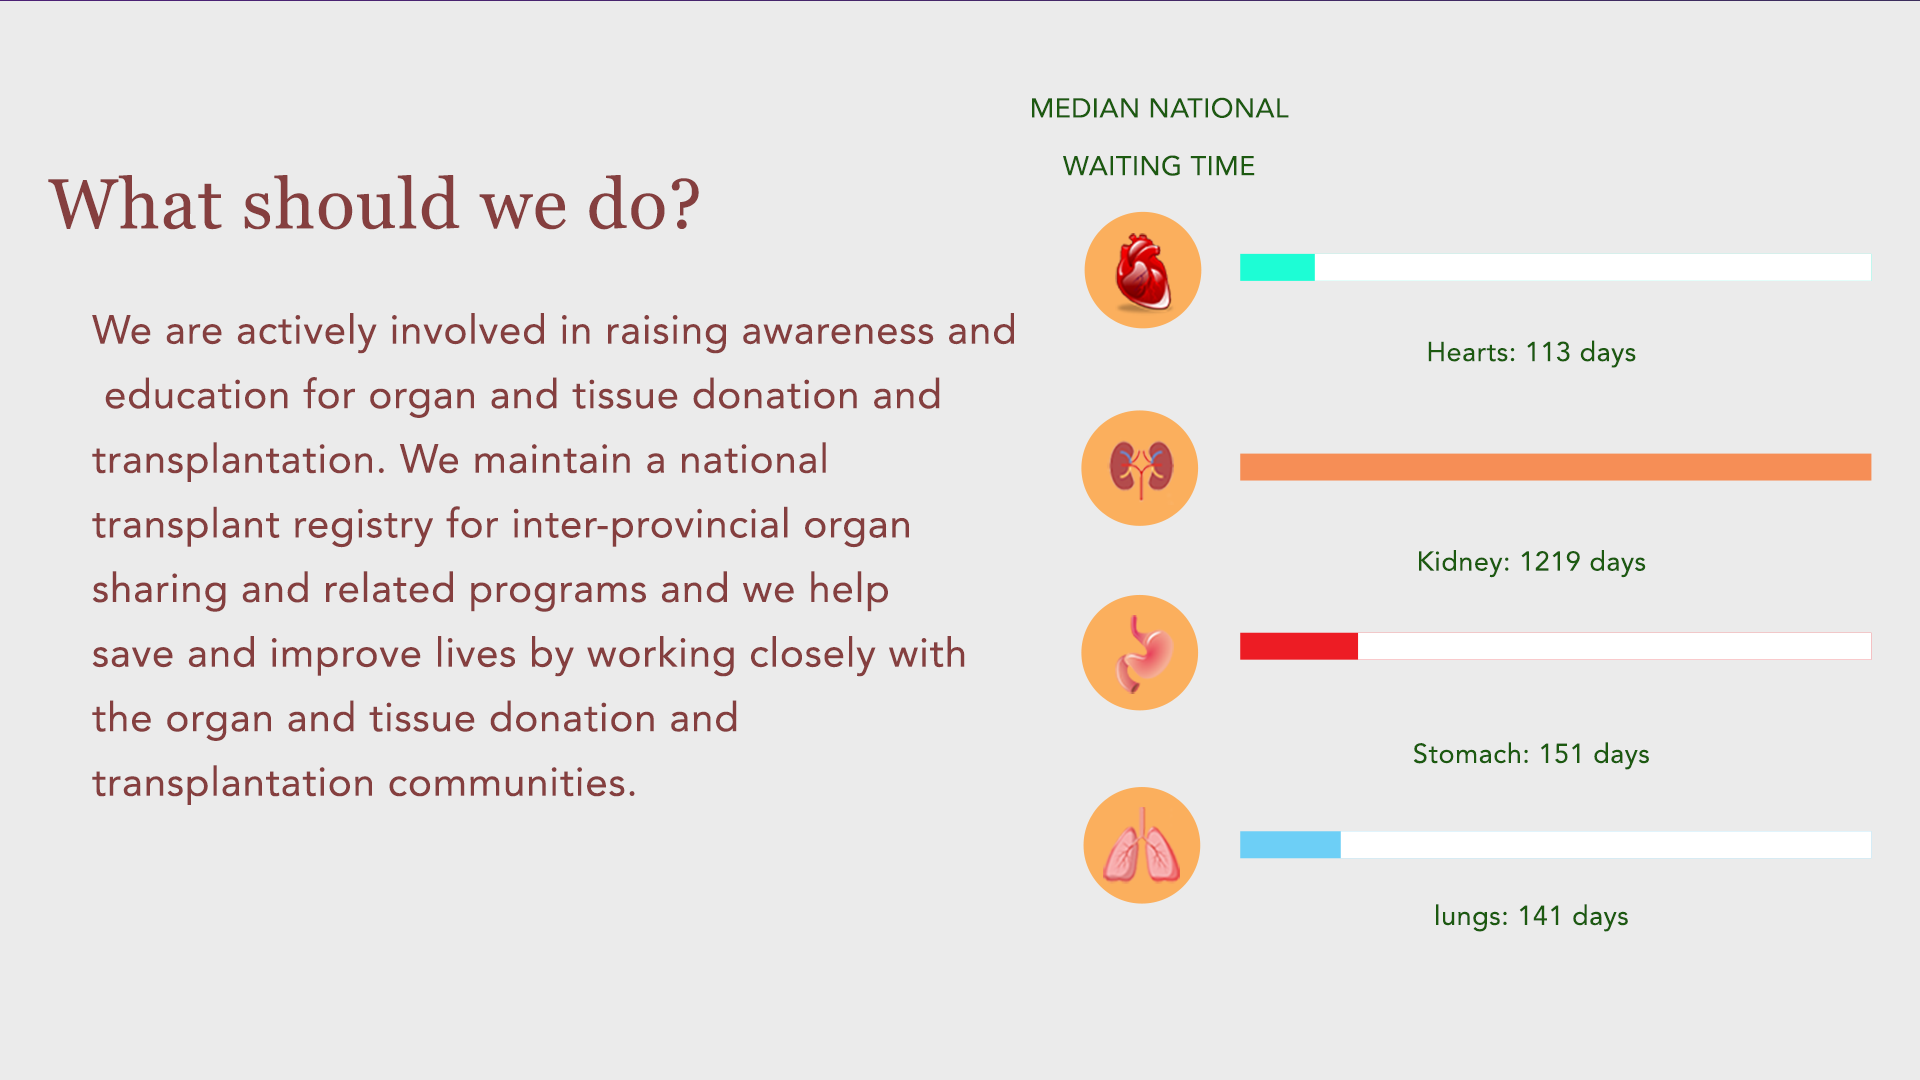 What should we do?
We are actively involved in raising awareness and
education for organ and tissue donation and
transplantation. We maintain a national
transplant registry for inter-provincial organ
sharing and related programs and we help
save and improve lives by working closely with
the organ and tissue donation and
transplantation communities.
MEDIAN NATIONAL
WAITING TIME
Hearts: 113 days
Kidney: 1219 days
Stomach: 151 days
lungs: 141 days